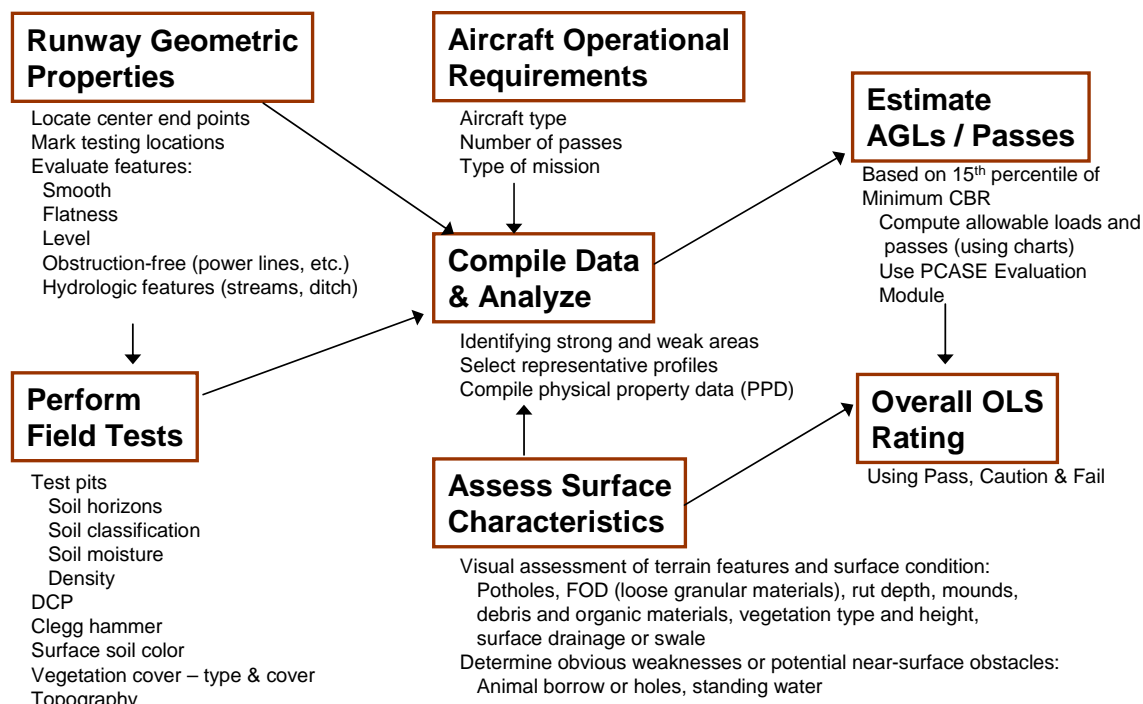 Runway Geometric
Properties
Locate center end points
Mark testing locations
Evaluate features:
Smooth
Flatness
Level
Obstruction-free (power lines, etc.)
Hydrologic features (streams, ditch)
Perform
Field Tests
Test pits
Soil horizons
Soil classification
Soil moisture
Density
DCP
Clegg hammer
Surface soil color
Vegetation cover – type & cover
Topography
Aircraft Operational
Requirements
Aircraft type
Number of passes
Type of mission
Compile Data
& Analyze
Identifying strong and weak areas
Select representative profiles
Compile physical property data (PPD)
Assess Surface
Characteristics
Visual assessment of terrain features and surface condition:
Potholes, FOD (loose granular materials), rut depth, mounds,
debris and organic materials, vegetation type and height,
surface drainage or swale
Determine obvious weaknesses or potential near-surface obstacles:
Animal borrow or holes, standing water
Estimate
AGLs / Passes
Based on 15th percentile of
Minimum CBR
Compute allowable loads and
passes (using charts)
Use PCASE Evaluation
Module
Overall OLS
Rating
Using Pass, Caution & Fail